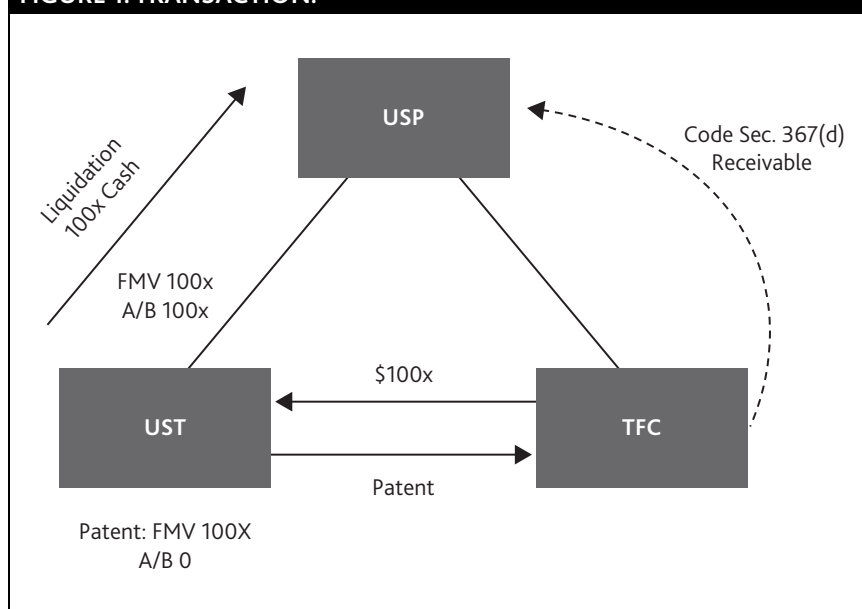 FIGURE 1. TRANSACTION.
USP
Code Sec. 367(d)
Receivable
Liquidation
100x Cash
FMV 100x
A/B 100x
$100x
UST
TFC
Patent
Patent: FMV 100X
A/B 0